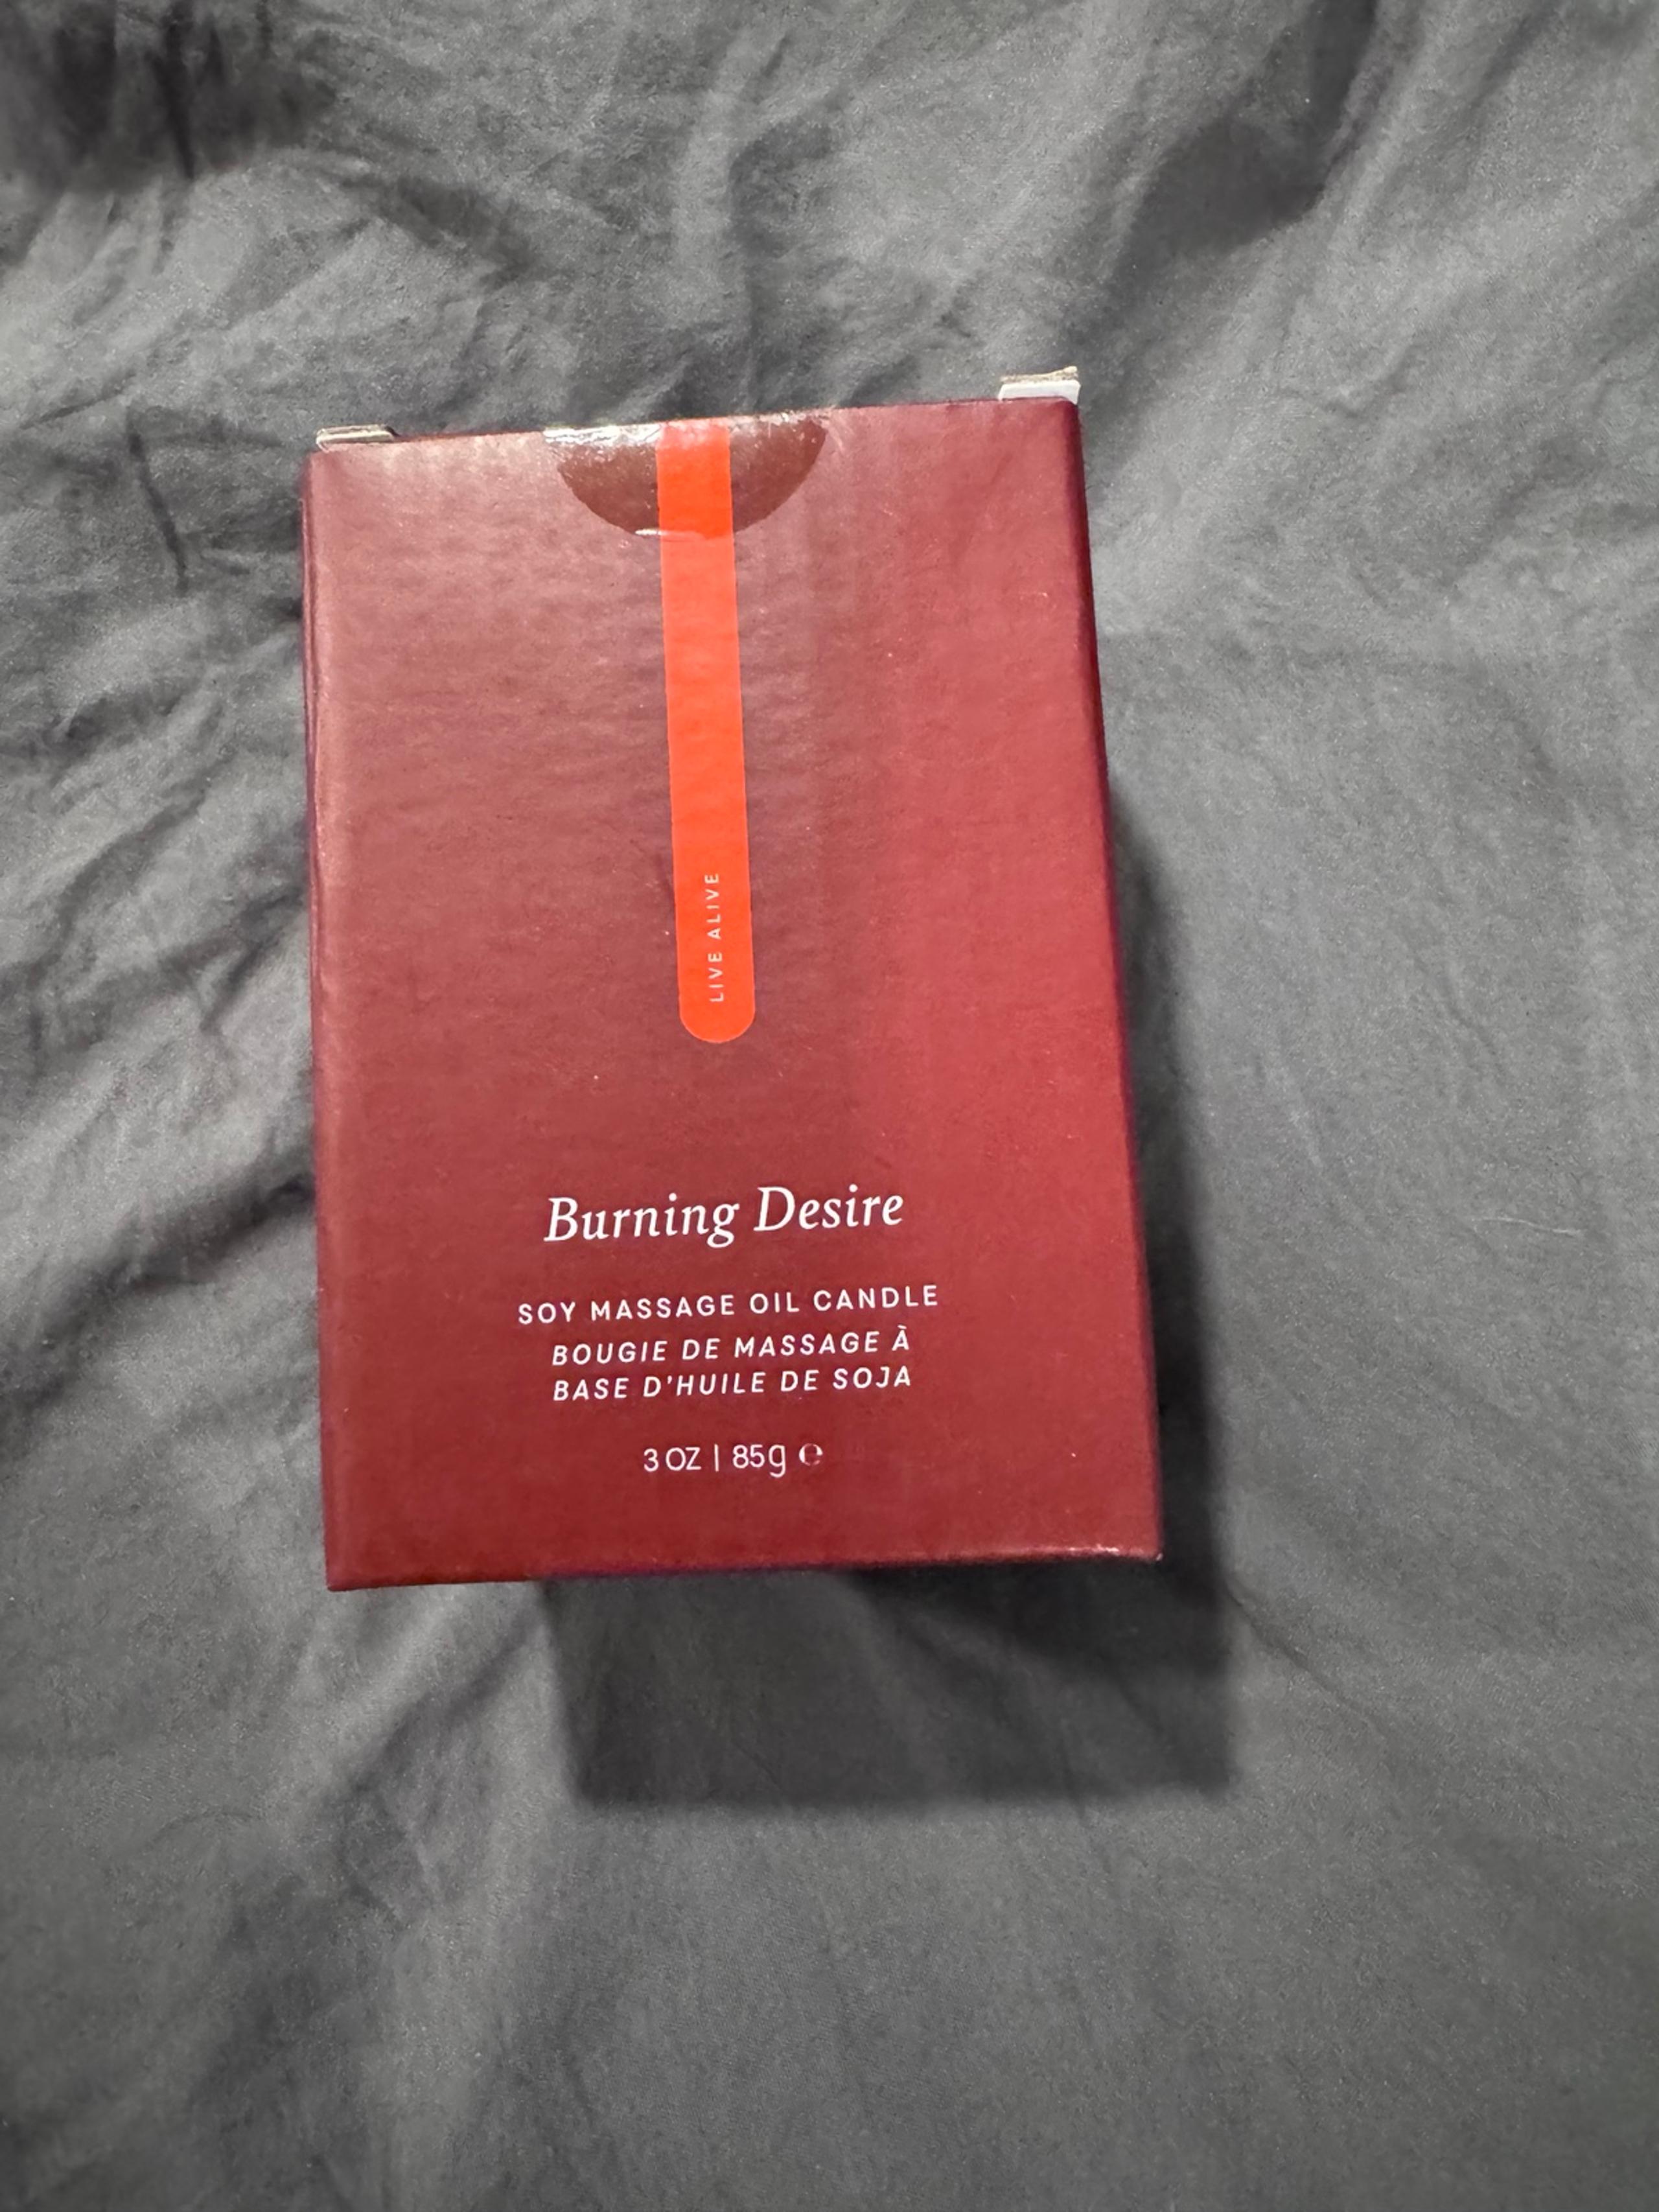 LIVE ALIVE
Burning Desire
SOY MASSAGE OIL CANDLE
BOUGIE DE MASSAGE À
BASE D'HUILE DE SOJA
3 OZ | 85g ℮